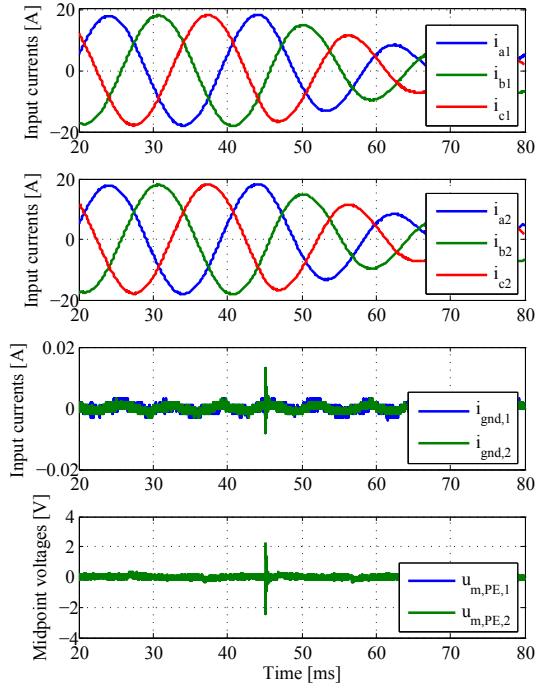 Input currents [A]
20
0
−20
i_a1
i_b1
i_c1
20 30 40 50 60 70 80
Input currents [A]
20
0
−20
i_a2
i_b2
i_c2
20 30 40 50 60 70 80
Input currents [A]
0.02
0
−0.02
i_gnd,1
i_gnd,2
20 30 40 50 60 70 80
Midpoint voltages [V]
4
2
0
−2
−4
u_m,PE,1
u_m,PE,2
20 30 40 50 60 70 80
Time [ms]